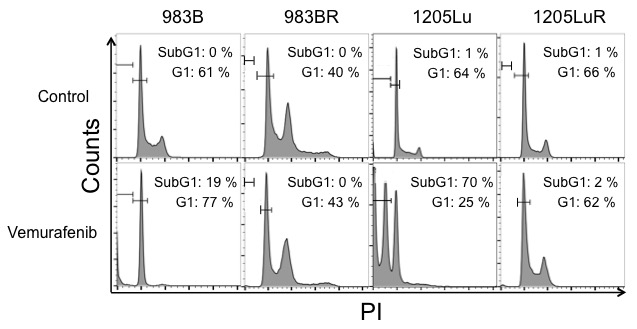 983B 983BR 1205Lu 1205LuR
Control
SubG1: 0 %
G1: 61 %
SubG1: 0 %
G1: 40 %
SubG1: 1 %
G1: 64 %
SubG1: 1 %
G1: 66 %
Counts
Vemurafenib
SubG1: 19 %
G1: 77 %
SubG1: 0 %
G1: 43 %
SubG1: 70 %
G1: 25 %
SubG1: 2 %
G1: 62 %
PI